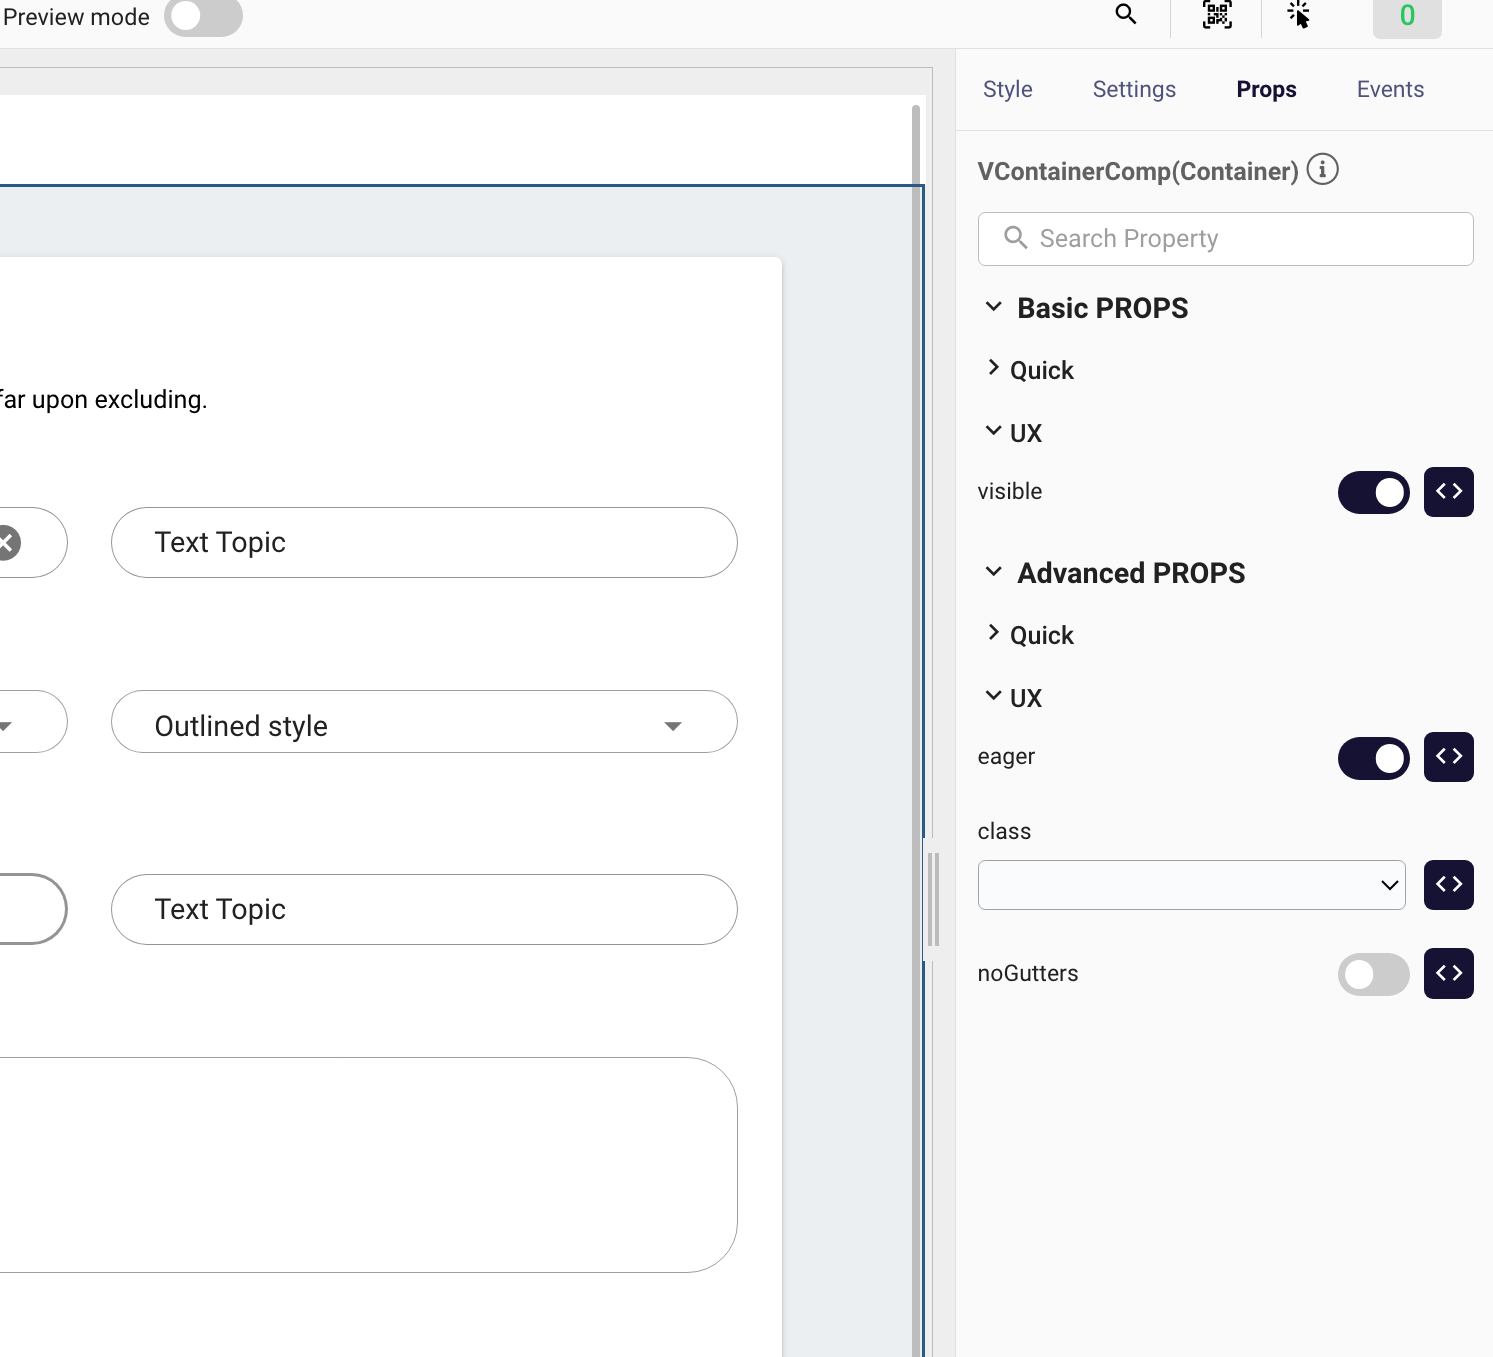 Preview mode
0
Style Settings Props Events
VContainerComp(Container)
Search Property
Basic PROPS
Quick
UX
visible
Advanced PROPS
Quick
UX
eager
class
noGutters
far upon excluding.
Text Topic
Outlined style
Text Topic